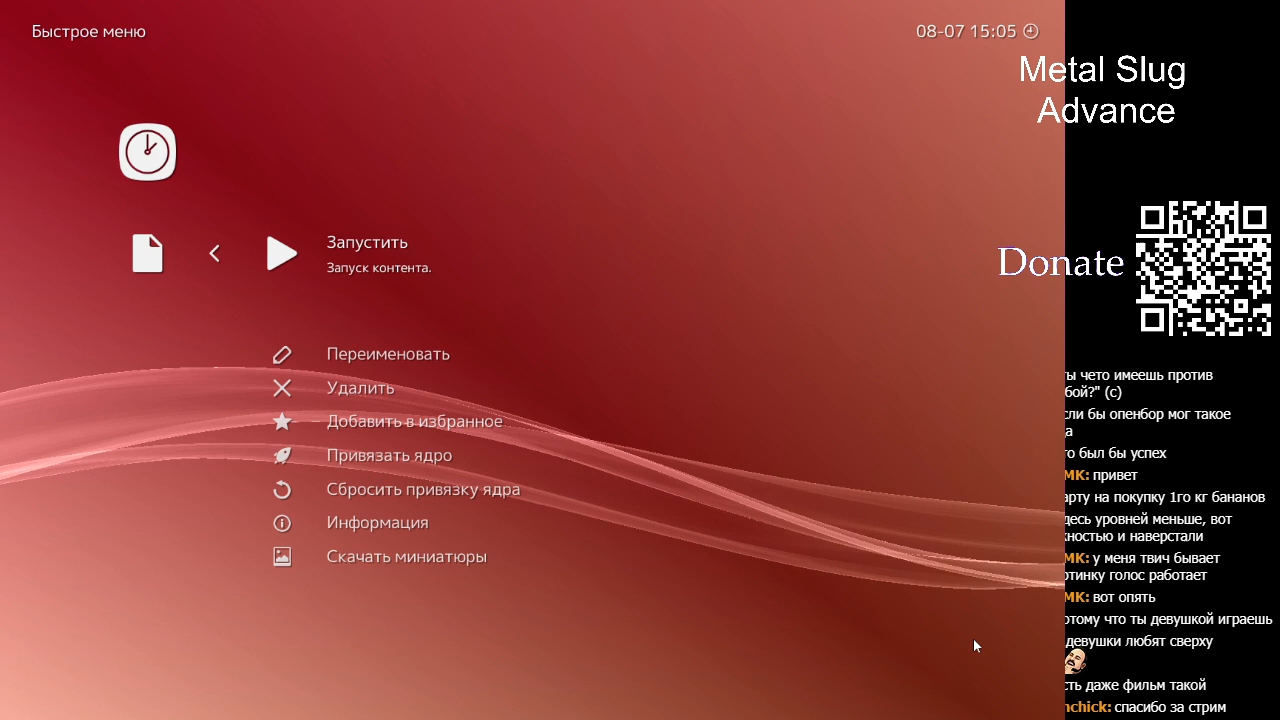 Быстрое меню
08-07 15:05
Metal Slug
Advance
Запустить
Запуск контента.
Donate
Переименовать
Удалить
Добавить в избранное
Привязать ядро
Сбросить привязку ядра
Информация
Скачать миниатюры
ты чето имеешь против
бой?" (с)
сли бы опенбор мог такое
да
то был бы успех
МК: привет
арту на покупку 1го кг бананов
десь уровней меньше, вот
жностью и наверстали
МК: у меня твич бывает
ртинку голос работает
МК: вот опять
отому что ты девушкой играешь
девушки любят сверху
сть даже фильм такой
nchick: спасибо за стрим